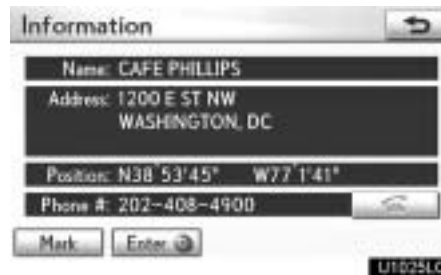 Information
Name: CAFE PHILLIPS
Address: 1200 E ST NW
WASHINGTON, DC
Position: N38°53'45" W77°1'41"
Phone #: 202-408-4900
Mark Enter
U1025LC